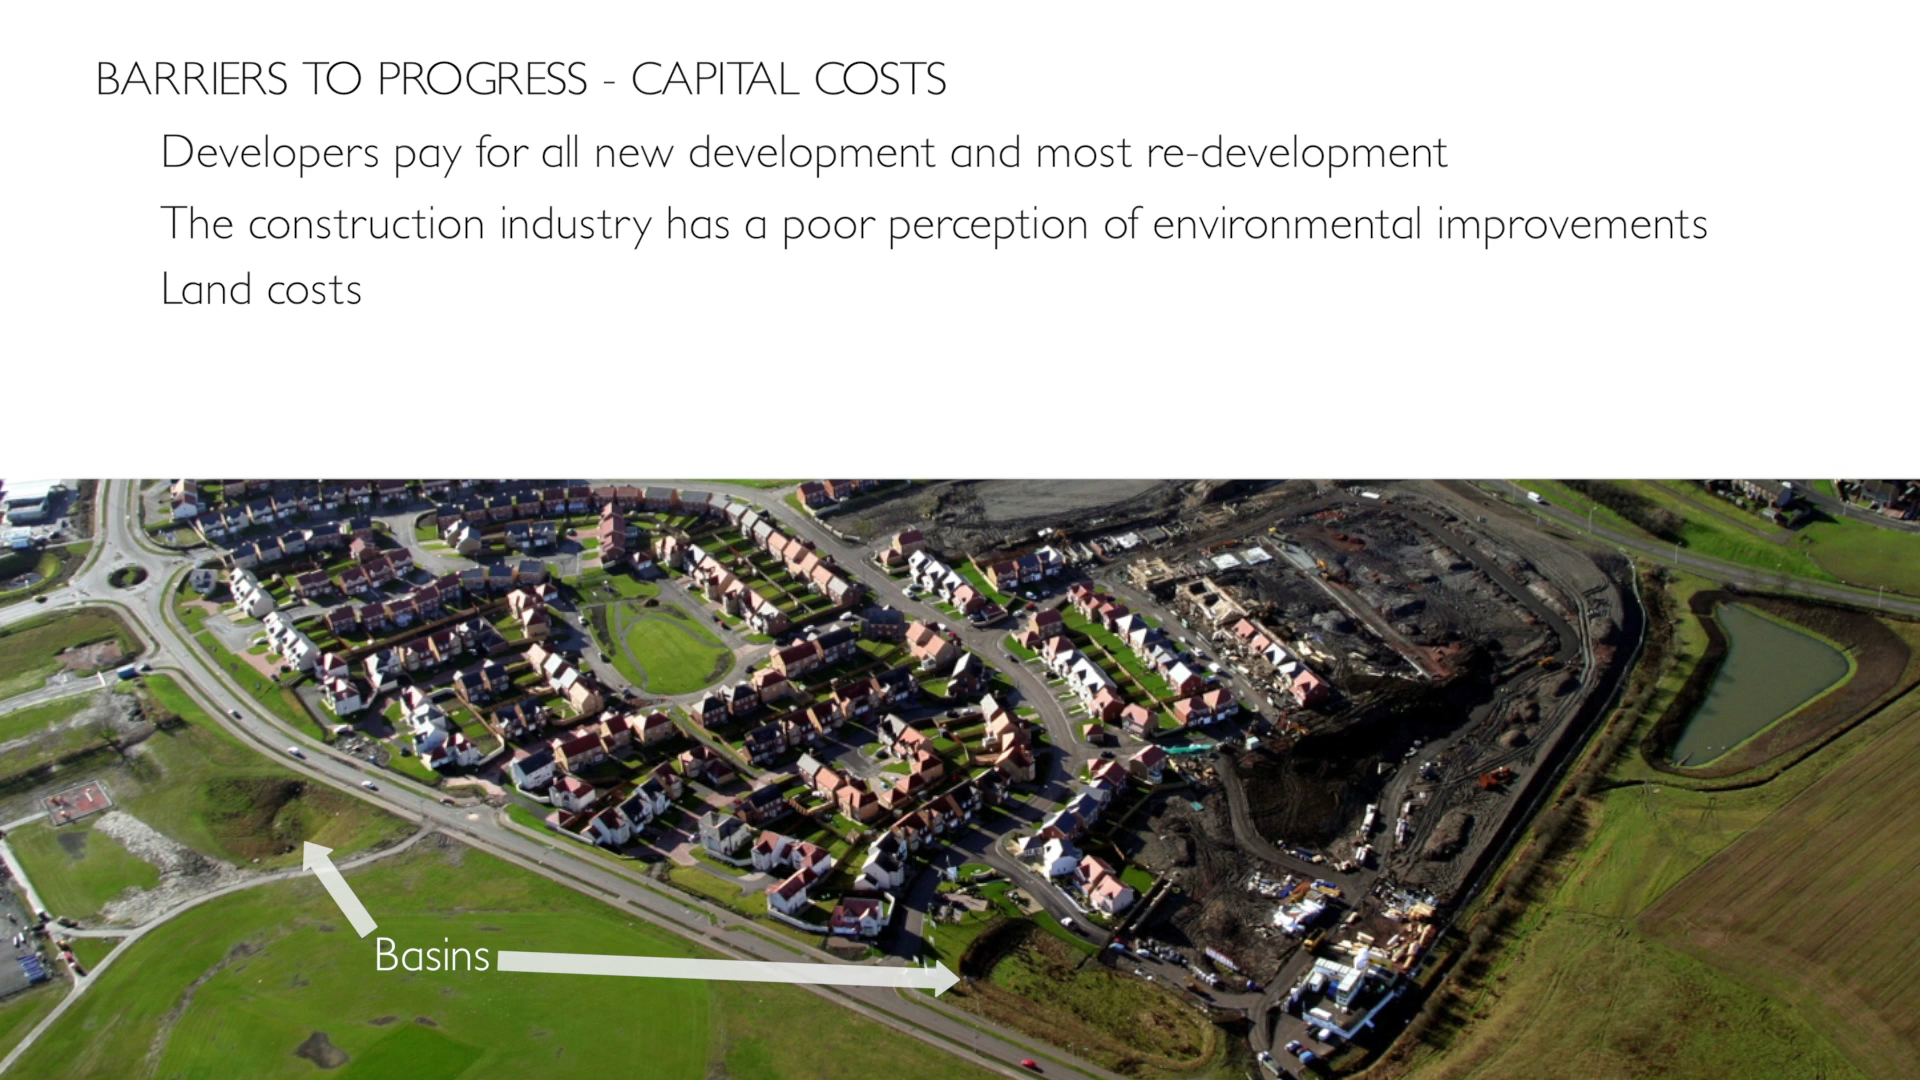 BARRIERS TO PROGRESS - CAPITAL COSTS
Developers pay for all new development and most re-development
The construction industry has a poor perception of environmental improvements
Land costs
Basins